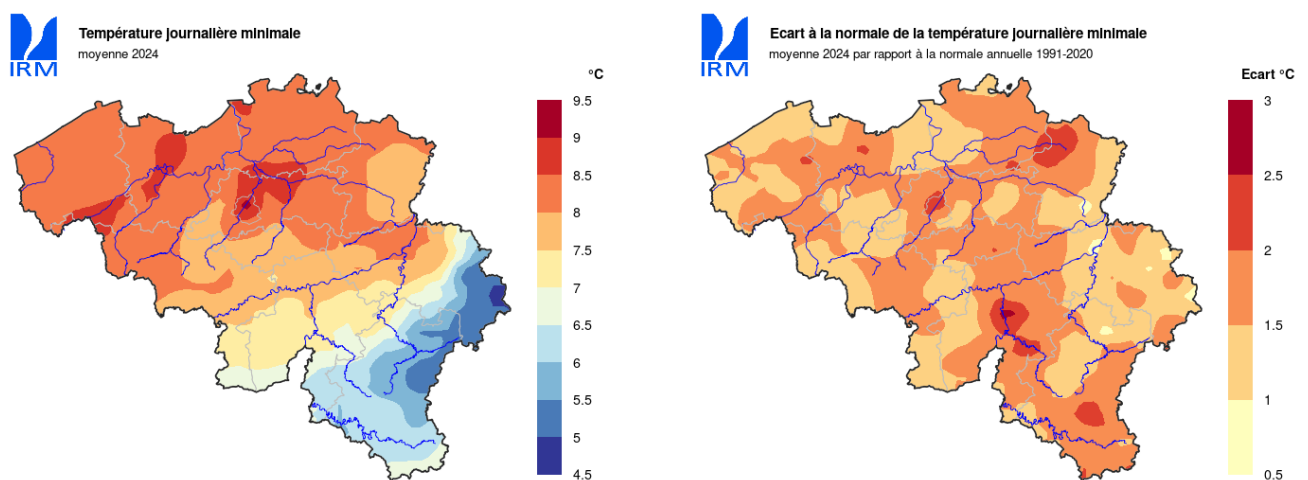 IRM
Température journalière minimale
moyenne 2024
°C
9.5
9
8.5
8
7.5
7
6.5
6
5.5
5
4.5
IRM
Ecart à la normale de la température journalière minimale
moyenne 2024 par rapport à la normale annuelle 1991-2020
Ecart °C
3
2.5
2
1.5
1
0.5